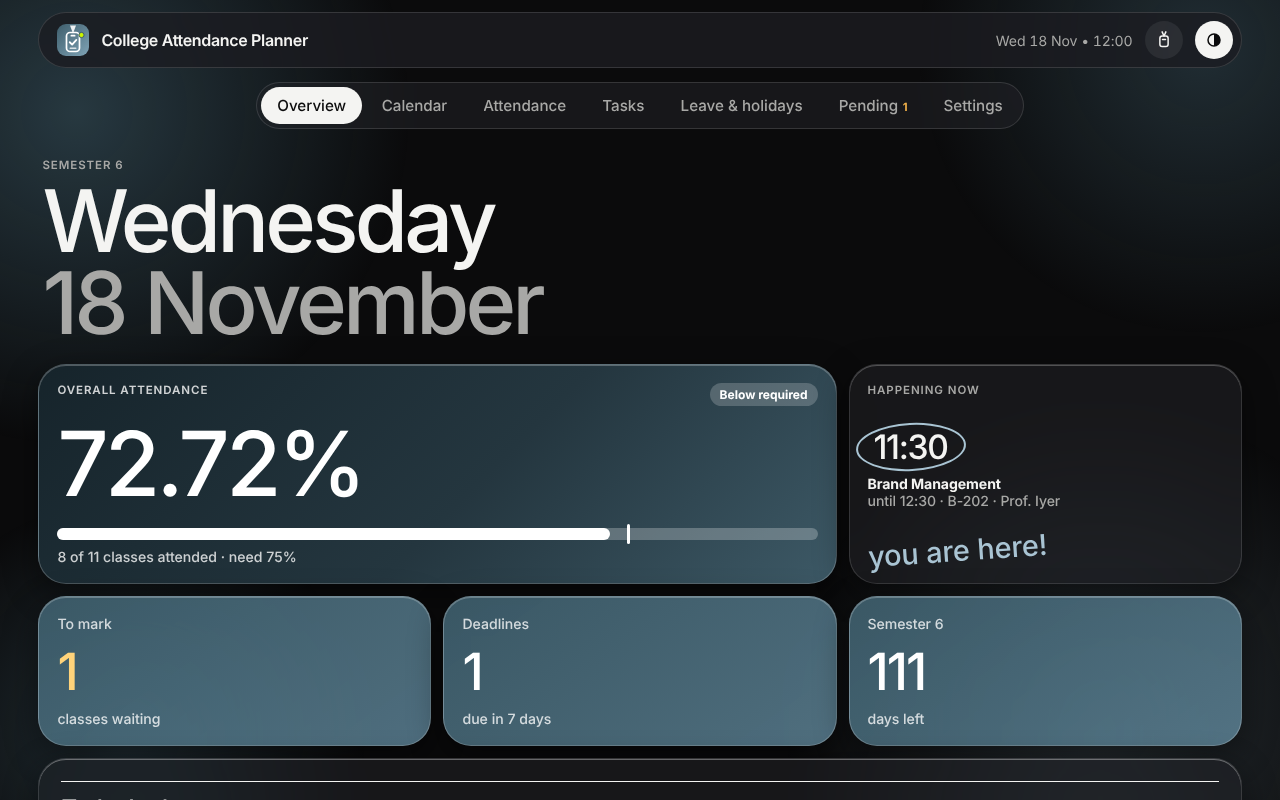 College Attendance Planner
Wed 18 Nov • 12:00
Overview
Calendar
Attendance
Tasks
Leave & holidays
Pending 1
Settings
SEMESTER 6
Wednesday
18 November
OVERALL ATTENDANCE
Below required
72.72%
8 of 11 classes attended · need 75%
HAPPENING NOW
11:30
Brand Management
until 12:30 · B-202 · Prof. Iyer
you are here!
To mark
1
classes waiting
Deadlines
1
due in 7 days
Semester 6
111
days left